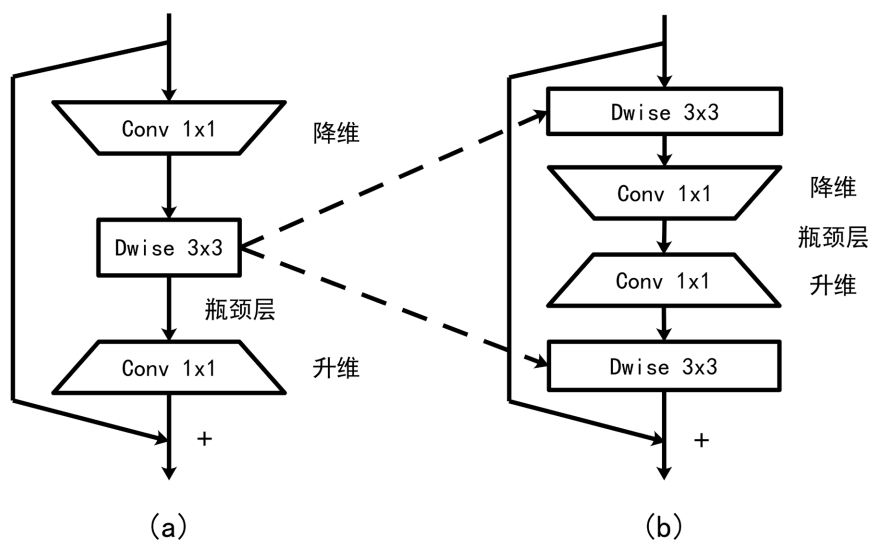 Conv 1x1
降维
Dwise 3x3
瓶颈层
Conv 1x1
升维
+
(a)
Dwise 3x3
Conv 1x1
降维
瓶颈层
Conv 1x1
升维
Dwise 3x3
+
(b)